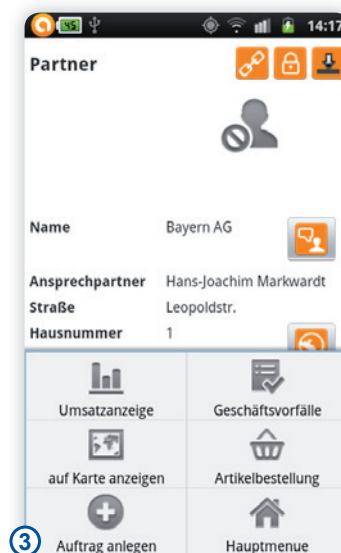 45 14:17
Partner
Name Bayern AG
Ansprechpartner Hans-Joachim Markwardt
Straße Leopoldstr.
Hausnummer 1
Umsatzanzeige Geschäftsvorfälle
auf Karte anzeigen Artikelbestellung
3 Auftrag anlegen Hauptmenue